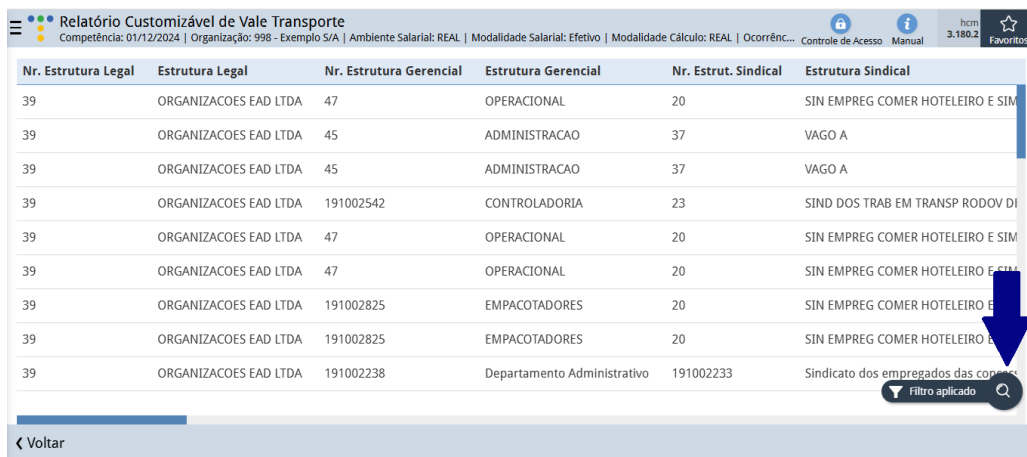 Relatório Customizável de Vale Transporte
Competência: 01/12/2024 | Organização: 998 - Exemplo S/A | Ambiente Salarial: REAL | Modalidade Salarial: Efetivo | Modalidade Cálculo: REAL | Ocorrênc...
Controle de Acesso
Manual
hcm
3.180.2
Favoritos
Nr. Estrutura Legal Estrutura Legal Nr. Estrutura Gerencial Estrutura Gerencial Nr. Estrut. Sindical Estrutura Sindical
39 ORGANIZACOES EAD LTDA 47 OPERACIONAL 20 SIN EMPREG COMER HOTELEIRO E SIM
39 ORGANIZACOES EAD LTDA 45 ADMINISTRACAO 37 VAGO A
39 ORGANIZACOES EAD LTDA 45 ADMINISTRACAO 37 VAGO A
39 ORGANIZACOES EAD LTDA 191002542 CONTROLADORIA 23 SIND DOS TRAB EM TRANSP RODOV
39 ORGANIZACOES EAD LTDA 47 OPERACIONAL 20 SIN EMPREG COMER HOTELEIRO E SIM
39 ORGANIZACOES EAD LTDA 47 OPERACIONAL 20 SIN EMPREG COMER HOTELEIRO E SIM
39 ORGANIZACOES EAD LTDA 191002825 EMPACOTADORES 20 SIN EMPREG COMER HOTELEIRO E
39 ORGANIZACOES EAD LTDA 191002825 EMPACOTADORES 20 SIN EMPREG COMER HOTELEIRO E
39 ORGANIZACOES EAD LTDA 191002238 Departamento Administrativo 191002233 Sindicato dos empregados das
Filtro aplicado
Voltar